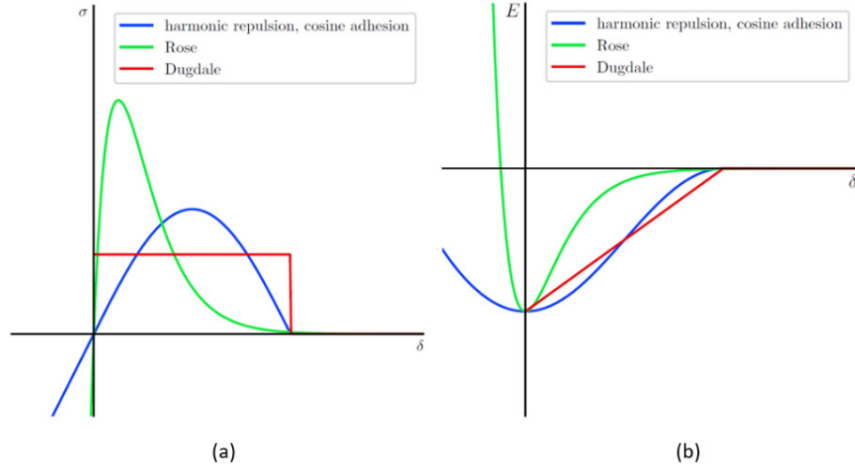 σ
harmonic repulsion, cosine adhesion
Rose
Dugdale
δ
(a)
E
harmonic repulsion, cosine adhesion
Rose
Dugdale
δ
(b)